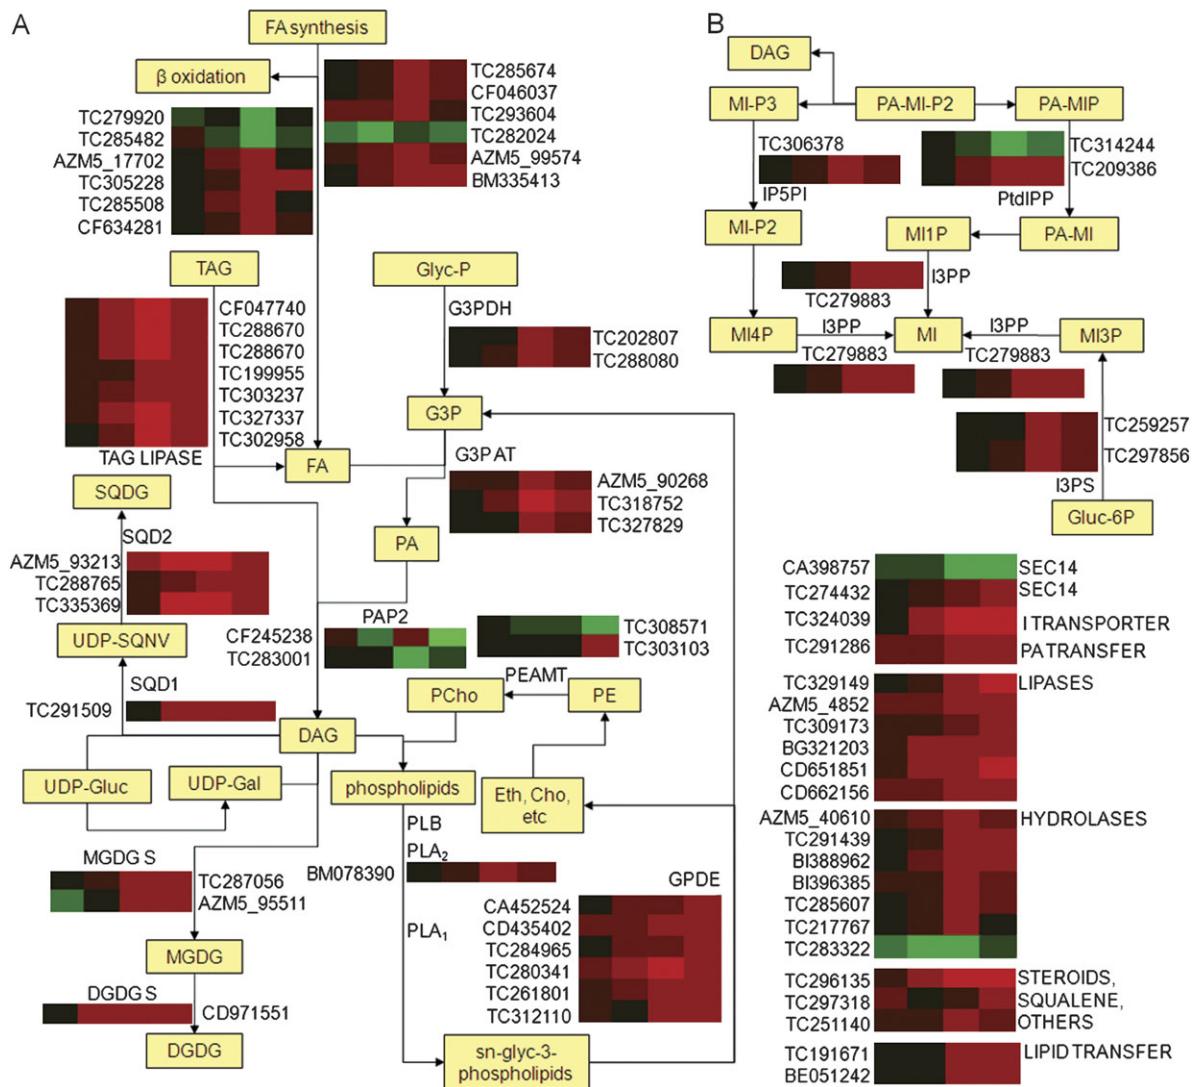 A
FA synthesis
β oxidation
TC279920
TC285482
AZM5_17702
TC305228
TC285508
CF634281
TC285674
CF046037
TC293604
TC282024
AZM5_99574
BM335413
TAG
Glyc-P
CF047740
TC288670
TC288670
TC199955
TC303237
TC327337
TC302958
TAG LIPASE
G3PDH
TC202807
TC288080
G3P
FA
G3PAT
AZM5_90268
TC318752
TC327829
PA
SQDG
SQD2
AZM5_93213
TC288765
TC335369
UDP-SQNV
PAP2
CF245238
TC283001
TC308571
TC303103
SQD1
TC291509
PCho
PEAMT
PE
DAG
UDP-Gluc
UDP-Gal
phospholipids
Eth, Cho,
etc
PLB
PLA2
BM078390
PLA1
MGDG S
TC287056
AZM5_95511
MGDG
DGDG S
CD971551
DGDG
GPDE
CA452524
CD435402
TC284965
TC280341
TC261801
TC312110
sn-glyc-3-
phospholipids
B
DAG
MI-P3
PA-MI-P2
PA-MIP
TC306378
IP5PI
TC314244
TC209386
PtdIPP
MI-P2
MI1P
PA-MI
I3PP
TC279883
MI4P
I3PP
TC279883
MI
I3PP
TC279883
MI3P
TC259257
TC297856
I3PS
Gluc-6P
CA398757 SEC14
TC274432 SEC14
TC324039 I TRANSPORTER
TC291286 PA TRANSFER
TC329149 LIPASES
AZM5_4852
TC309173
BG321203
CD651851
CD662156
AZM5_40610 HYDROLASES
TC291439
BI388962
BI396385
TC285607
TC217767
TC283322
TC296135 STEROIDS,
TC297318 SQUALENE,
TC251140 OTHERS
TC191671 LIPID TRANSFER
BE051242